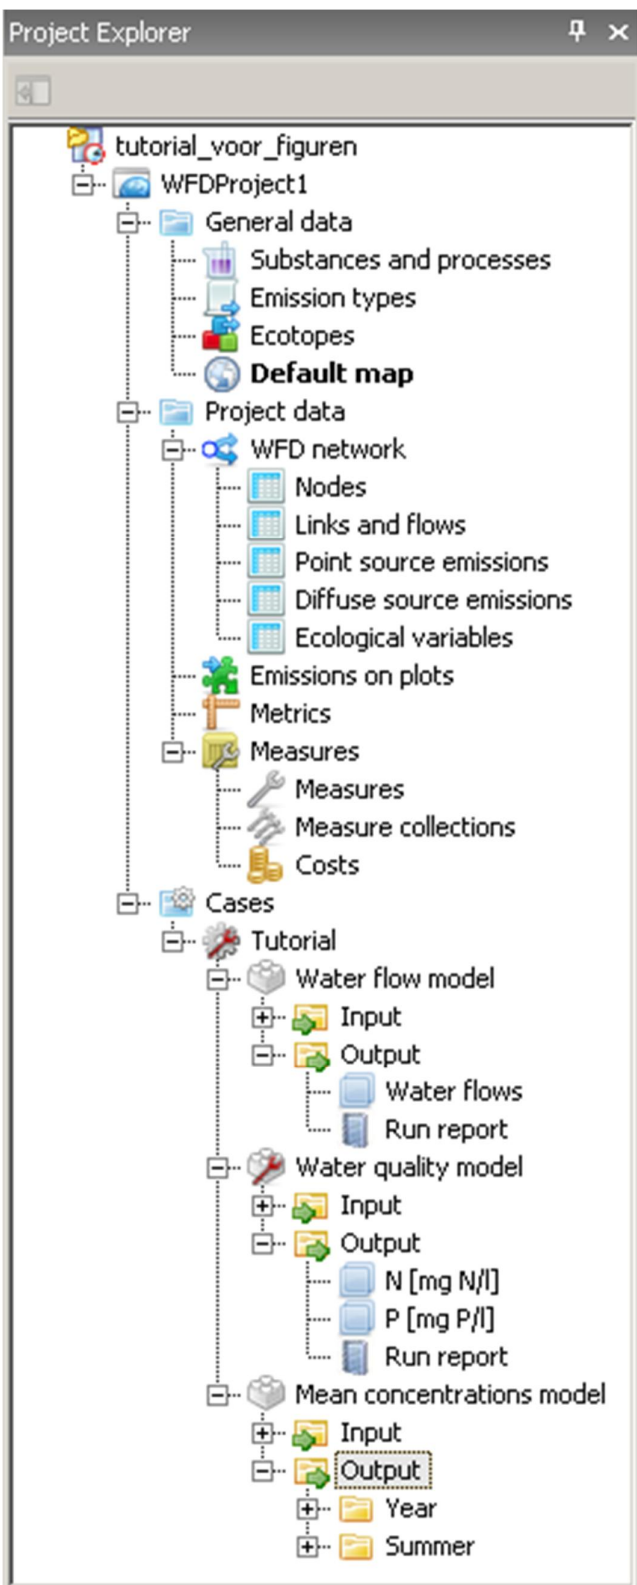 Project Explorer
tutorial_voor_figuren
WFDProject1
General data
Substances and processes
Emission types
Ecotopes
Default map
Project data
WFD network
Nodes
Links and flows
Point source emissions
Diffuse source emissions
Ecological variables
Emissions on plots
Metrics
Measures
Measures
Measure collections
Costs
Cases
Tutorial
Water flow model
Input
Output
Water flows
Run report
Water quality model
Input
Output
N [mg N/l]
P [mg P/l]
Run report
Mean concentrations model
Input
Output
Year
Summer